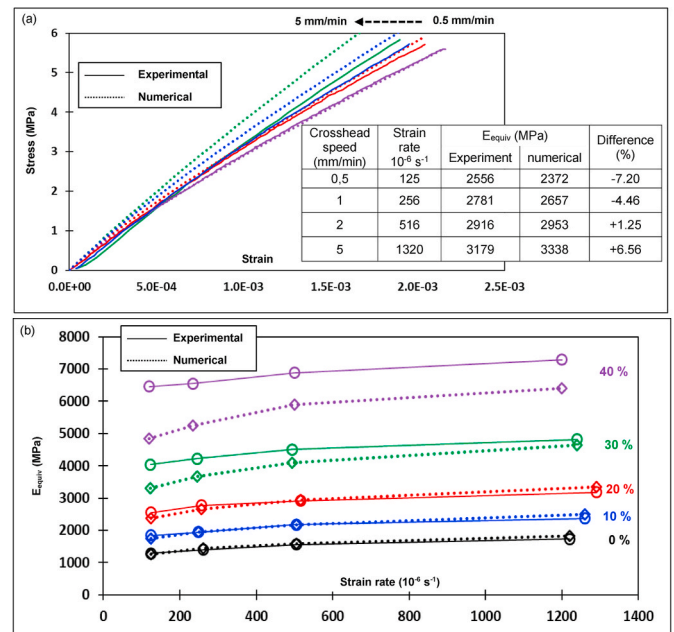 (a)
5 mm/min 0.5 mm/min
6
5
4
3
2
1
0
Stress (MPa)
Experimental
Numerical
Crosshead speed (mm/min) Strain rate 10⁻⁶ s⁻¹ Eequiv (MPa) Difference (%)
Experiment numerical
0,5 125 2556 2372 -7.20
1 256 2781 2657 -4.46
2 516 2916 2953 +1.25
5 1320 3179 3338 +6.56
Strain
0.0E+00 5.0E-04 1.0E-03 1.5E-03 2.0E-03 2.5E-03
(b)
8000
7000
6000
5000
4000
3000
2000
1000
0
Eequiv (MPa)
Experimental
Numerical
40 %
30 %
20 %
10 %
0 %
Strain rate (10⁻⁶ s⁻¹)
0 200 400 600 800 1000 1200 1400